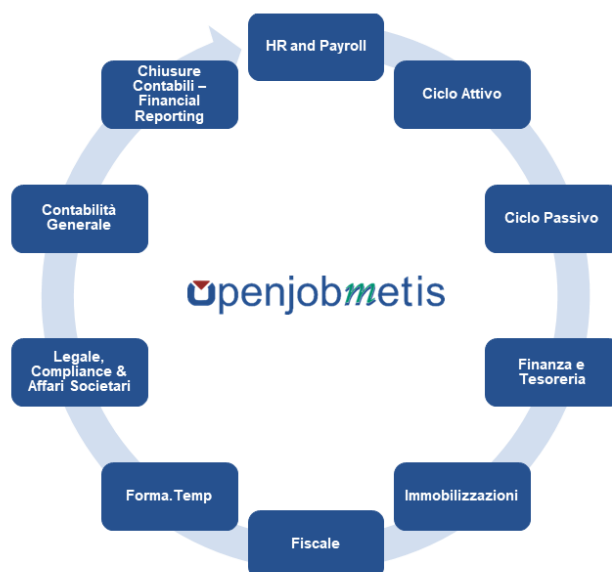 HR and Payroll
Ciclo Attivo
Ciclo Passivo
Finanza e
Tesoreria
Immobilizzazioni
Fiscale
Forma.Temp
Legale,
Compliance &
Affari Societari
Contabilità
Generale
Chiusure
Contabili –
Financial
Reporting
openjobmetis